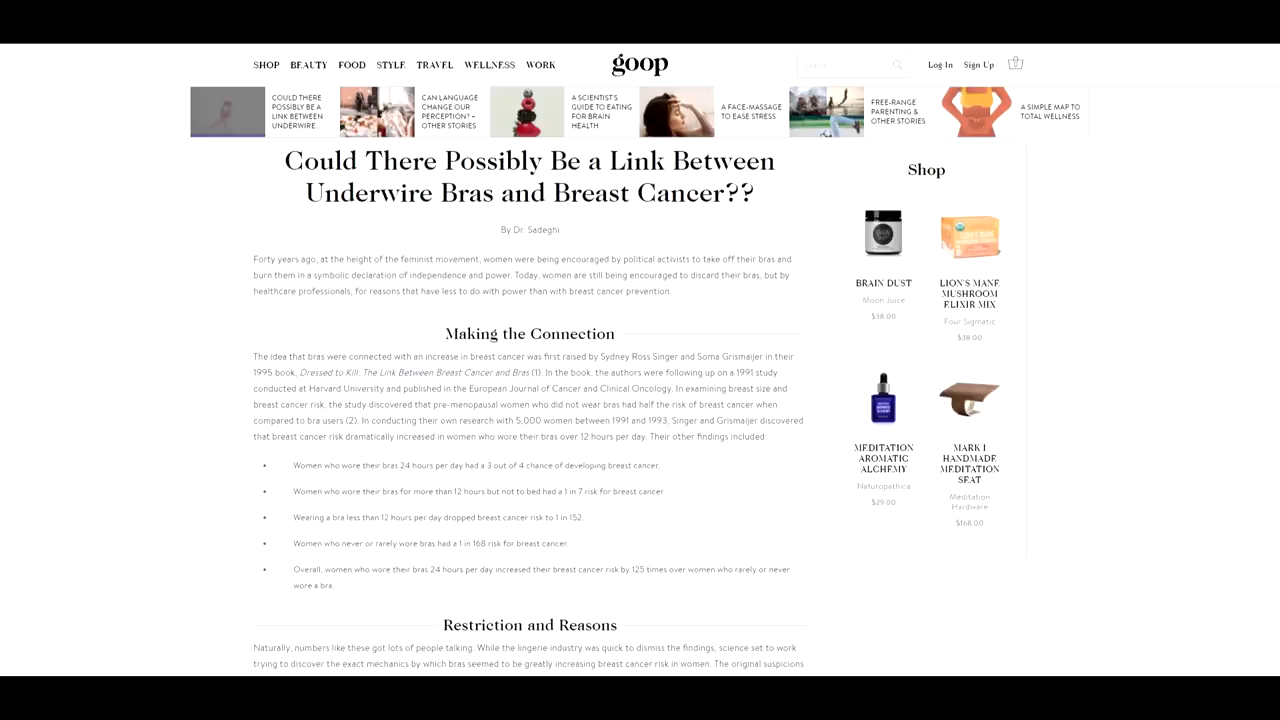 SHOP BEAUTY FOOD STYLE TRAVEL WELLNESS WORK
goop
Search
Log In Sign Up
0
COULD THERE
POSSIBLY BE A
LINK BETWEEN
UNDERWIRE...
CAN LANGUAGE
CHANGE OUR
PERCEPTION? +
OTHER STORIES
A SCIENTIST'S
GUIDE TO EATING
FOR BRAIN
HEALTH
A FACE-MASSAGE
TO EASE STRESS
FREE-RANGE
PARENTING &
OTHER STORIES
A SIMPLE MAP TO
TOTAL WELLNESS
Could There Possibly Be a Link Between
Underwire Bras and Breast Cancer??
By Dr. Sadeghi
Forty years ago, at the height of the feminist movement, women were being encouraged by political activists to take off their bras and
burn them in a symbolic declaration of independence and power. Today, women are still being encouraged to discard their bras, but by
healthcare professionals, for reasons that have less to do with power than with breast cancer prevention.
Making the Connection
The idea that bras were connected with an increase in breast cancer was first raised by Sydney Ross Singer and Soma Grismaijer in their
1995 book, Dressed to Kill: The Link Between Breast Cancer and Bras (1). In the book, the authors were following up on a 1991 study
conducted at Harvard University and published in the European Journal of Cancer and Clinical Oncology. In examining breast size and
breast cancer risk, the study discovered that pre-menopausal women who did not wear bras had half the risk of breast cancer when
compared to bra users (2). In conducting their own research with 5,000 women between 1991 and 1993, Singer and Grismaijer discovered
that breast cancer risk dramatically increased in women who wore their bras over 12 hours per day. Their other findings included:
• Women who wore their bras 24 hours per day had a 3 out of 4 chance of developing breast cancer.
• Women who wore their bras for more than 12 hours but not to bed had a 1 in 7 risk for breast cancer
• Wearing a bra less than 12 hours per day dropped breast cancer risk to 1 in 152.
• Women who never or rarely wore bras had a 1 in 168 risk for breast cancer.
• Overall, women who wore their bras 24 hours per day increased their breast cancer risk by 125 times over women who rarely or never
wore a bra.
Restriction and Reasons
Naturally, numbers like these got lots of people talking. While the lingerie industry was quick to dismiss the findings, science set to work
trying to discover the exact mechanics by which bras seemed to be greatly increasing breast cancer risk in women. The original suspicions
Shop
BRAIN DUST
Moon Juice
$38.00
LION'S MANE
MUSHROOM
ELIXIR MIX
Four Sigmatic
$38.00
MEDITATION
AROMATIC
ALCHEMY
Naturopathica
$29.00
MARK I
HANDMADE
MEDITATION
SEAT
Meditation
Hardware
$168.00